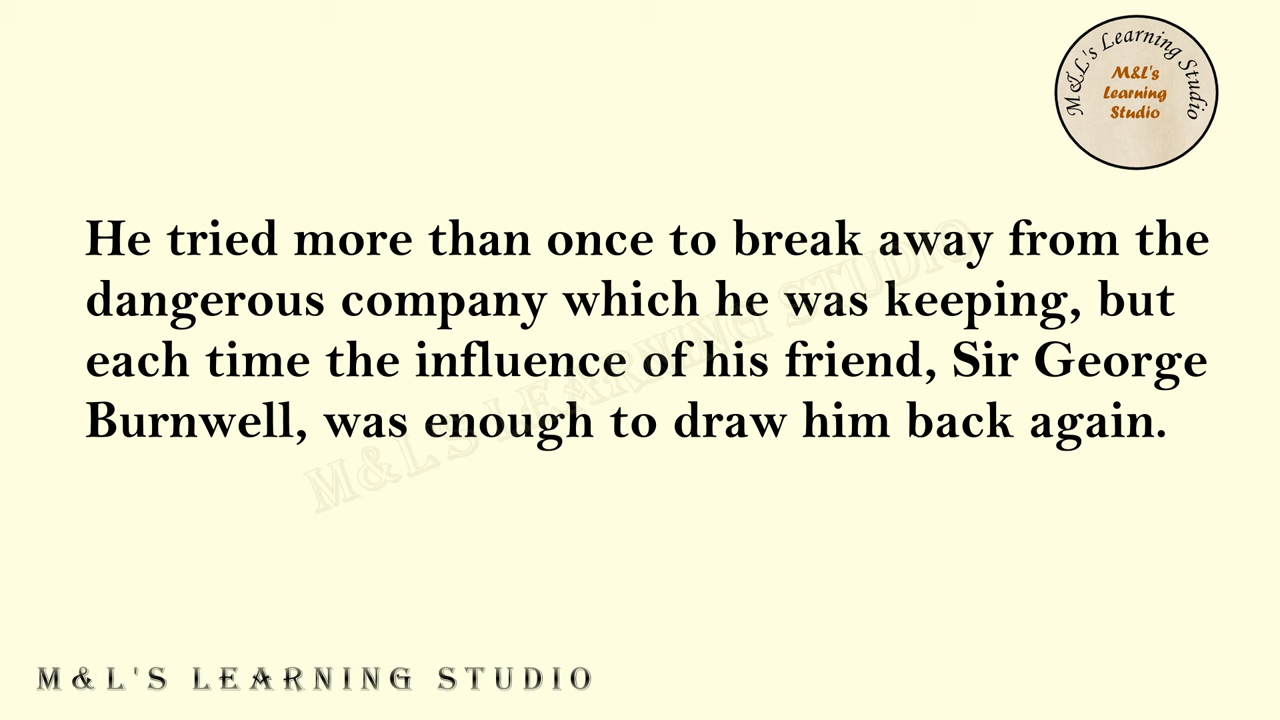 M&L's Learning Studio
M&L's
Learning
Studio
He tried more than once to break away from the
dangerous company which he was keeping, but
each time the influence of his friend, Sir George
Burnwell, was enough to draw him back again.
M&L'S LEARNING STUDIO
M&L'S LEARNING STUDIO